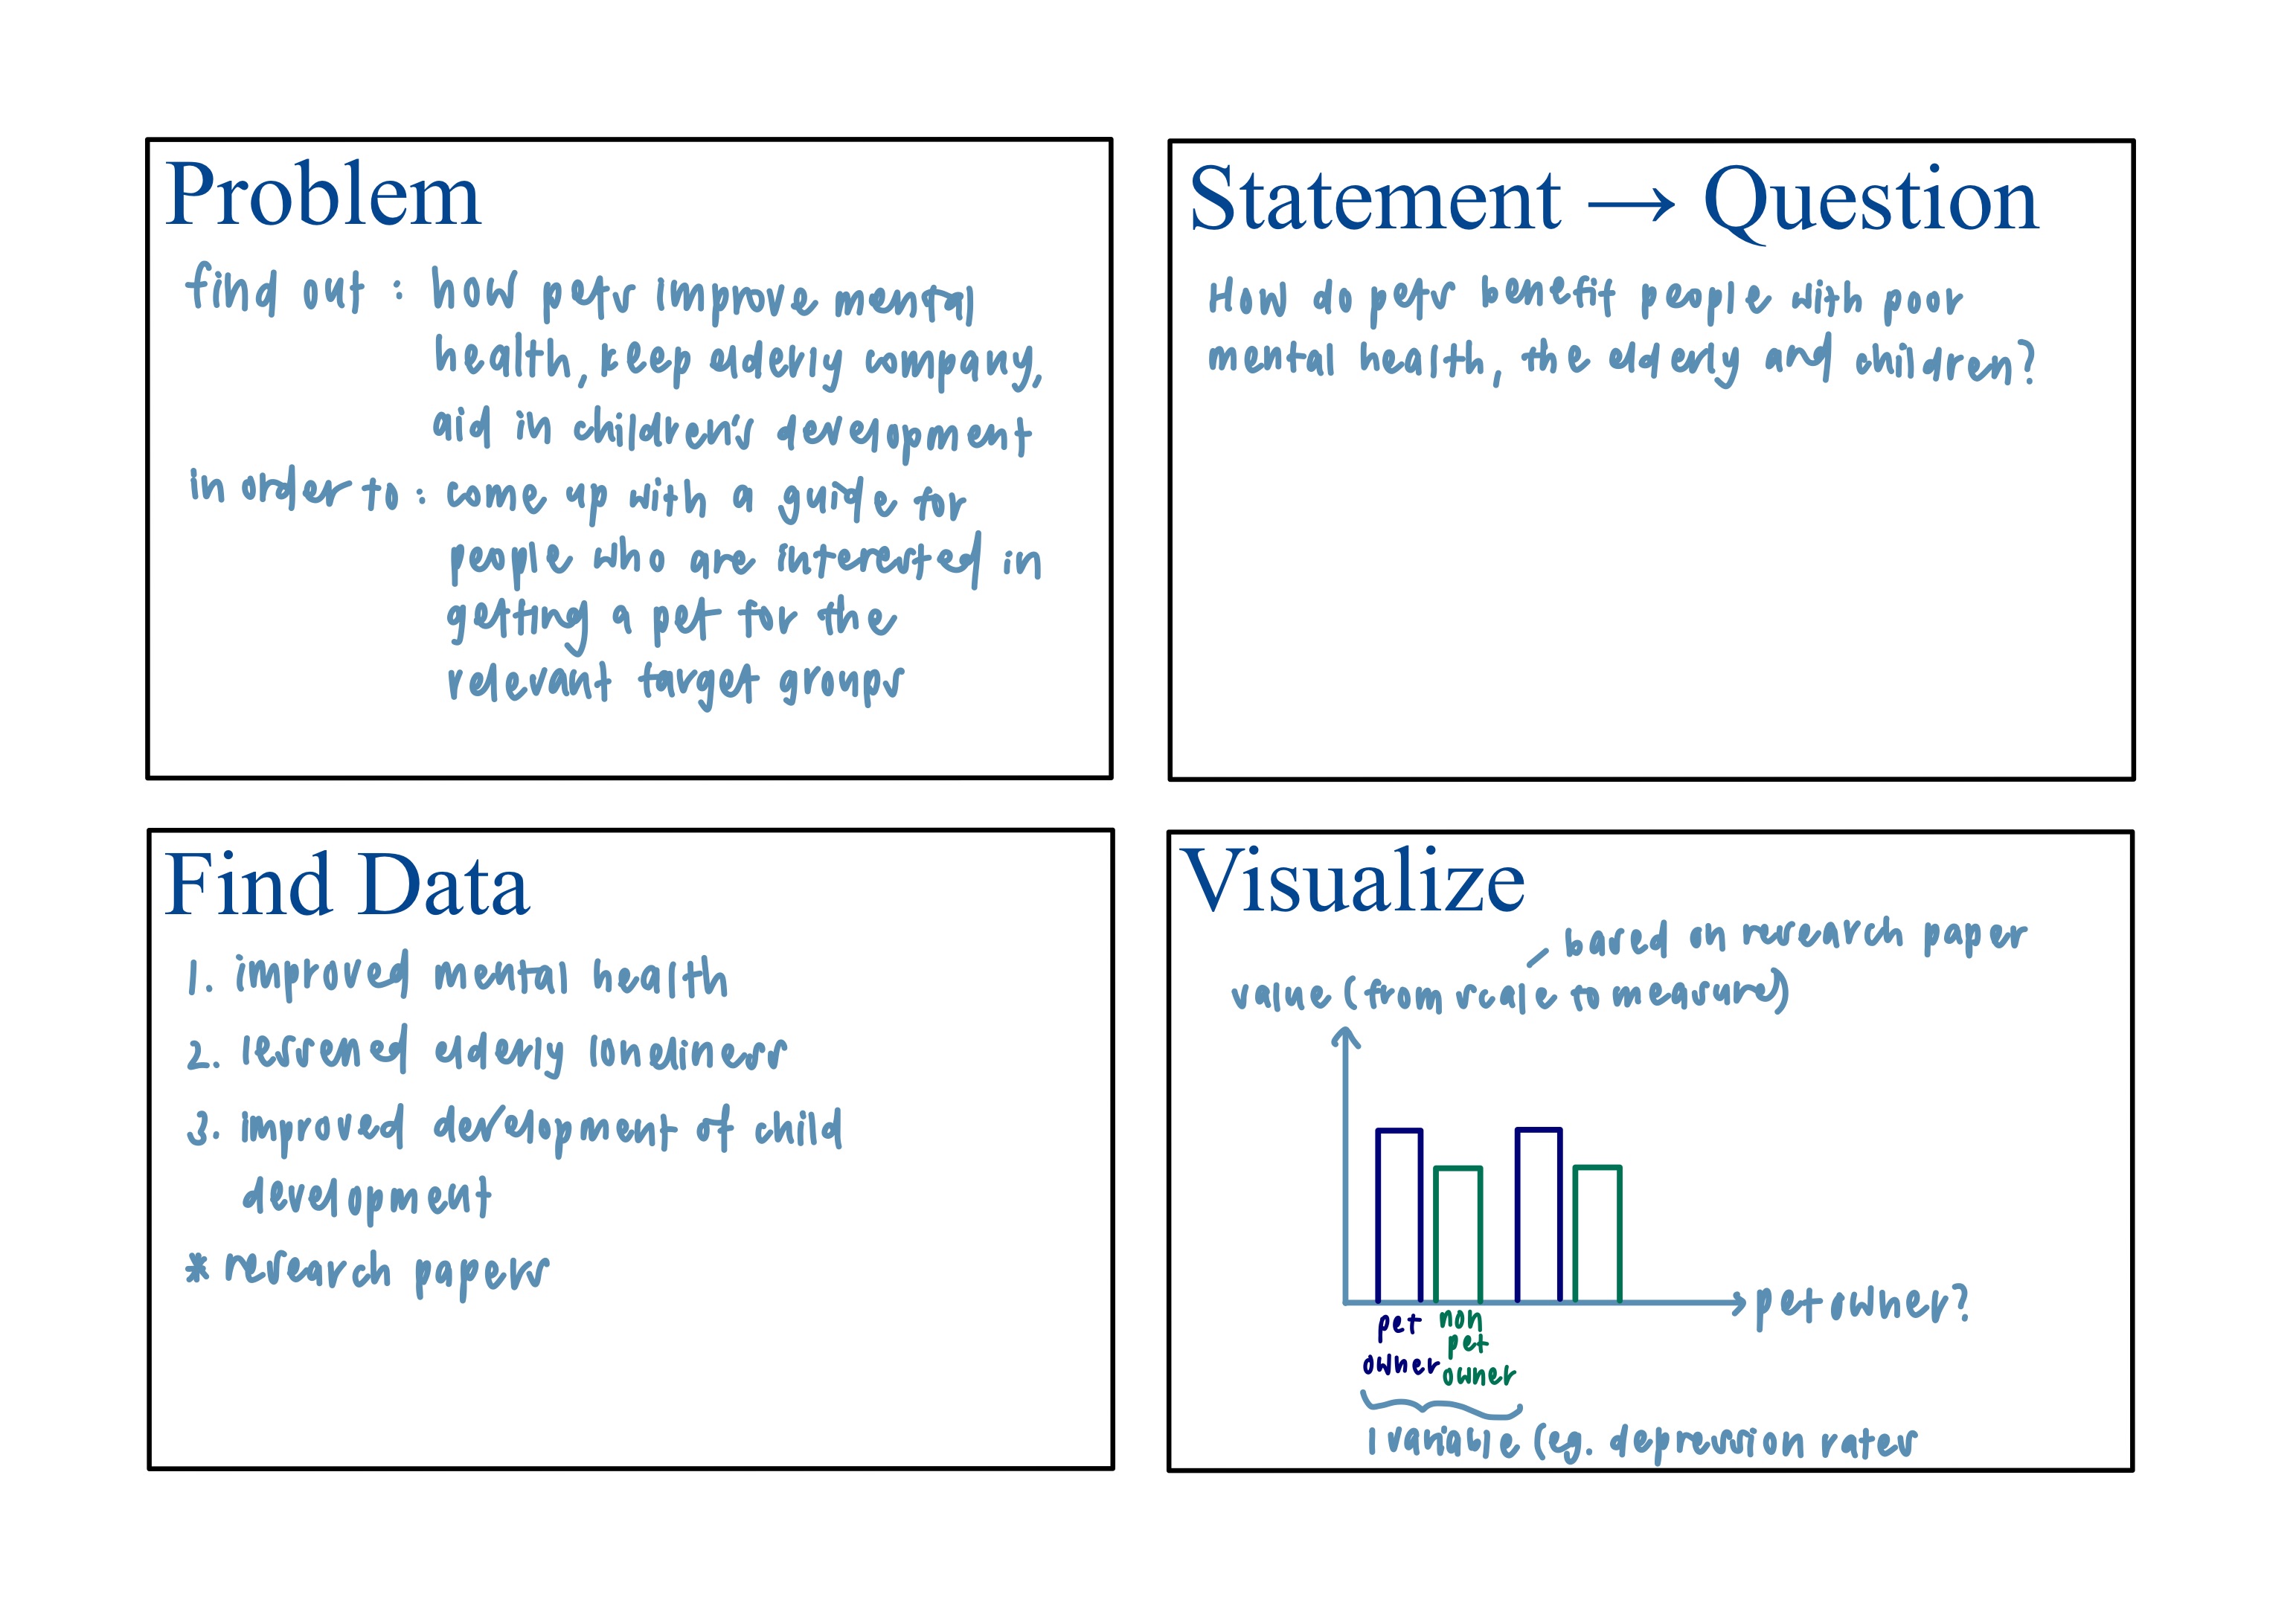 Problem
find out : how pets improve mental
health, keep elderly company,
aid in children's development
in order to : come up with a guide for
people who are interested in
getting a pet for the
relevant target groups
Statement → Question
How do pets benefit people with poor
mental health, the elderly and children?
Find Data
1. improved mental health
2. lessened elderly loneliness
3. improved development of child
development
* research papers
Visualize
based on research paper
value (from scale to measure)
pet owner?
pet
owner
non
pet
owner
1 variable (eg. depression rates